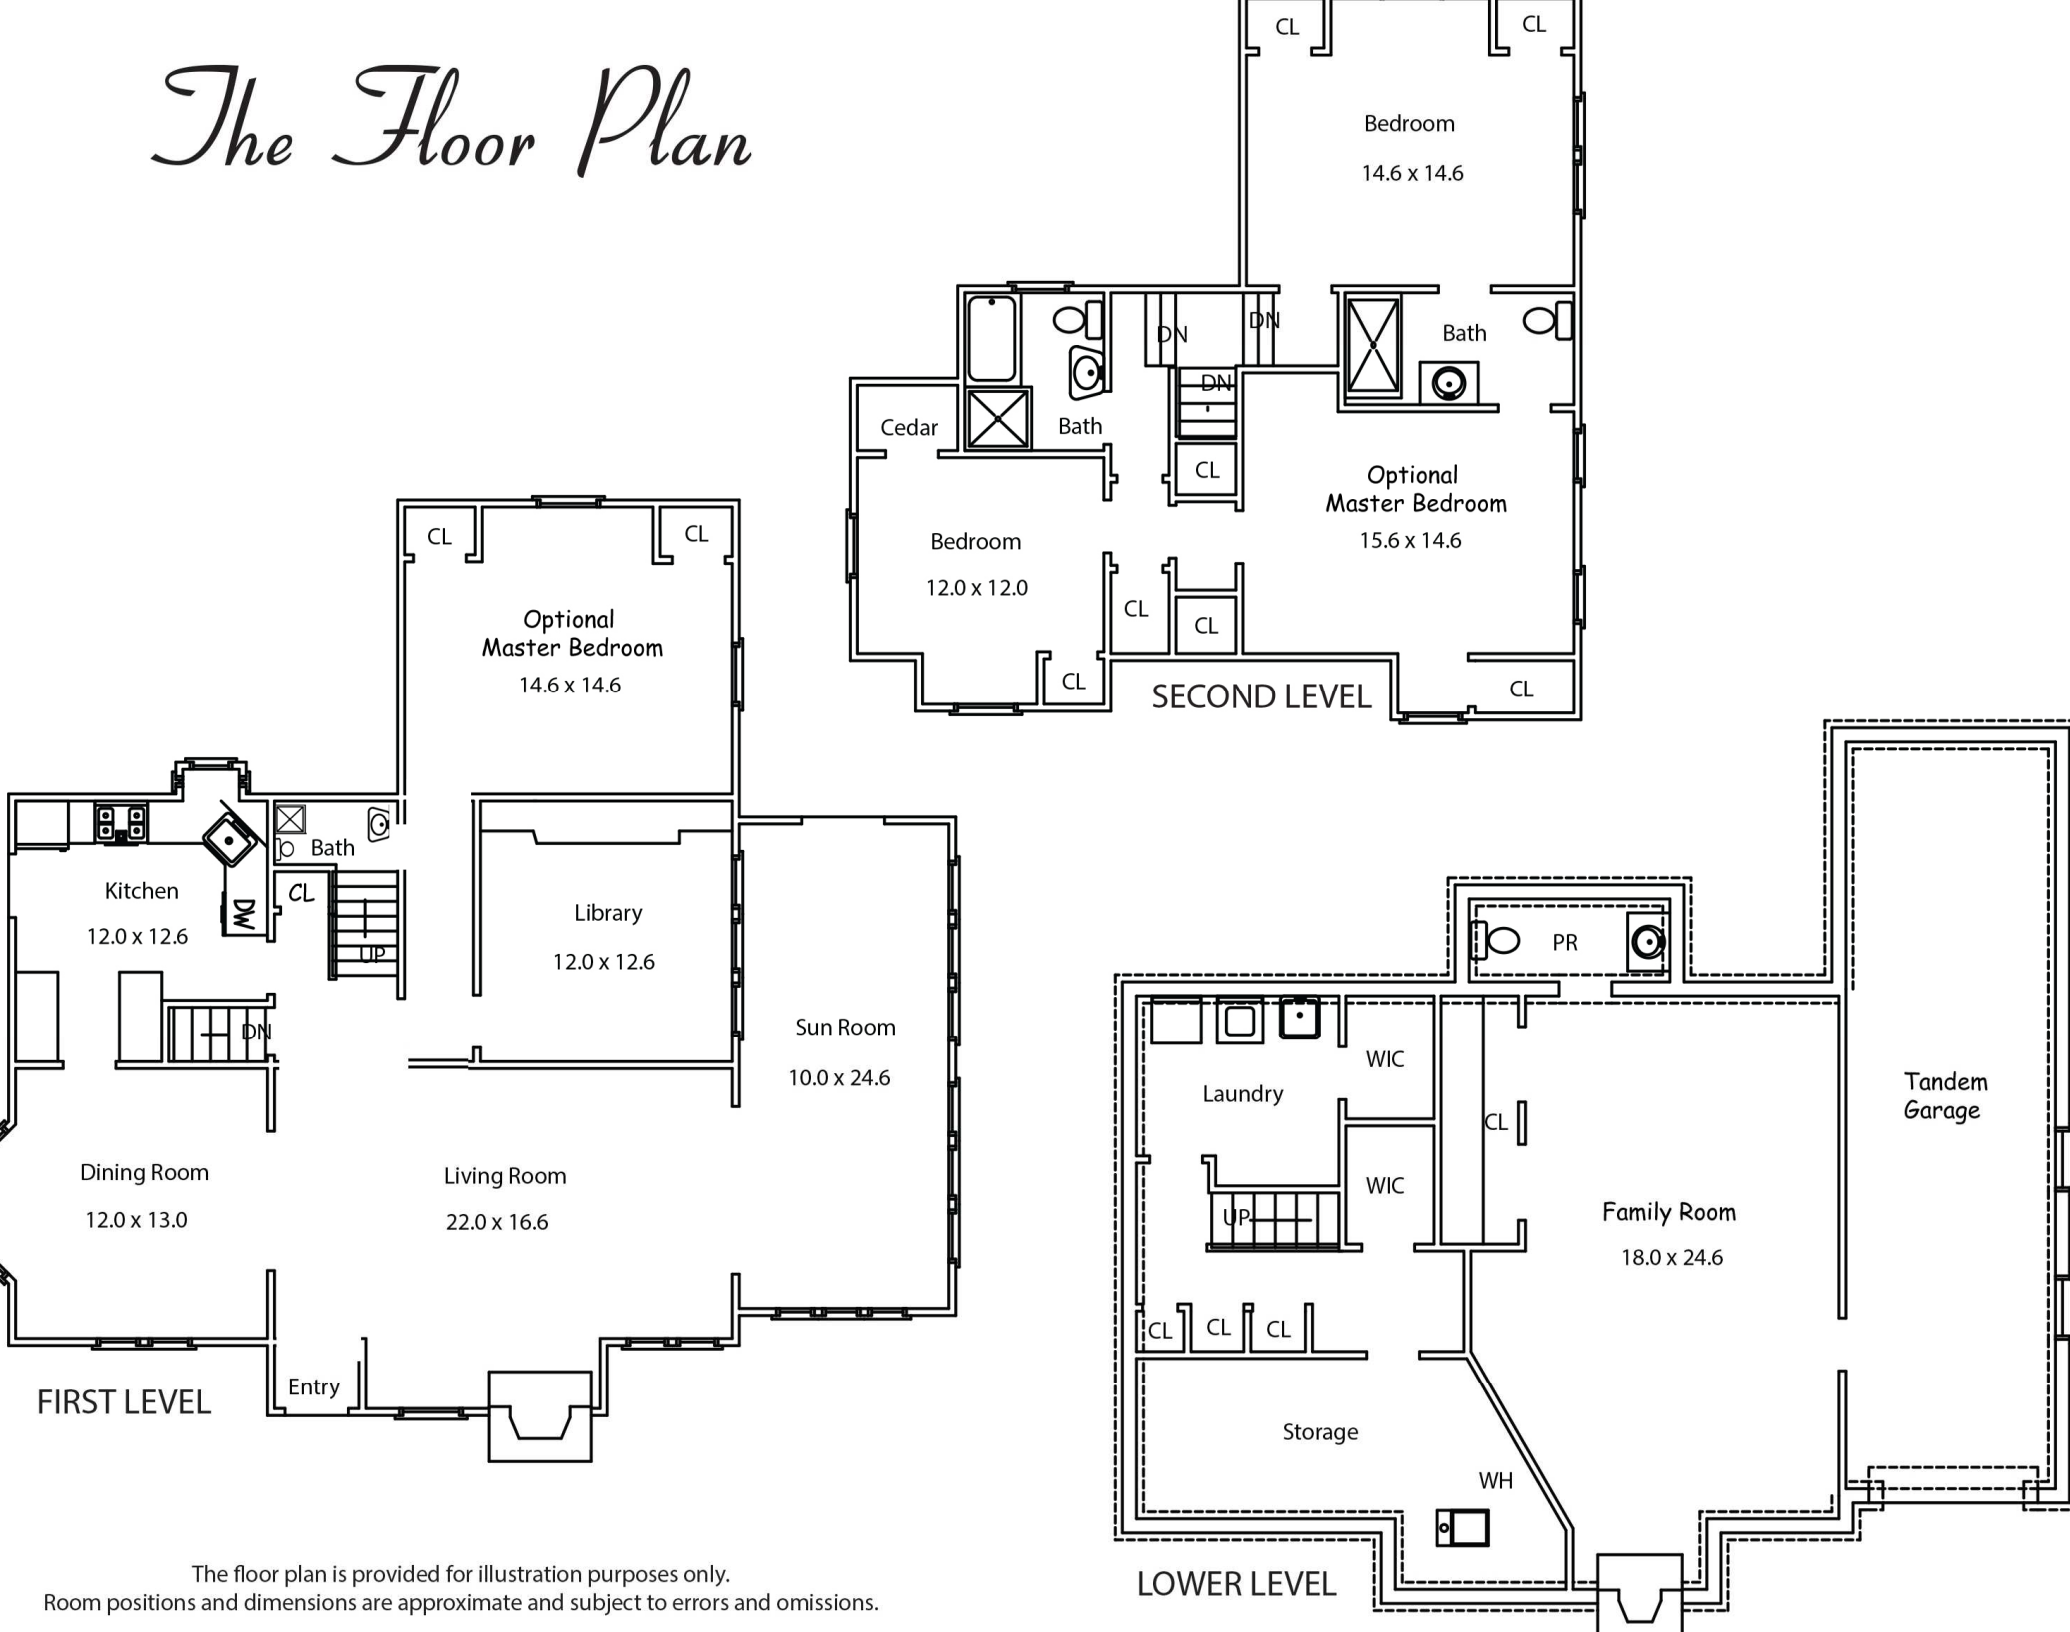 The Floor Plan
CL
CL
Bedroom
14.6 x 14.6
DN
DN
Bath
DN
Cedar
Bath
CL
Optional
Master Bedroom
15.6 x 14.6
Bedroom
12.0 x 12.0
CL
CL
CL
CL
SECOND LEVEL
CL
CL
Optional
Master Bedroom
14.6 x 14.6
Bath
Kitchen
12.0 x 12.6
CL
DW
UP
Library
12.0 x 12.6
DN
Sun Room
10.0 x 24.6
Dining Room
12.0 x 13.0
Living Room
22.0 x 16.6
Entry
FIRST LEVEL
PR
WIC
Laundry
CL
WIC
UP
Tandem
Garage
Family Room
18.0 x 24.6
CL
CL
CL
Storage
WH
LOWER LEVEL
The floor plan is provided for illustration purposes only.
Room positions and dimensions are approximate and subject to errors and omissions.